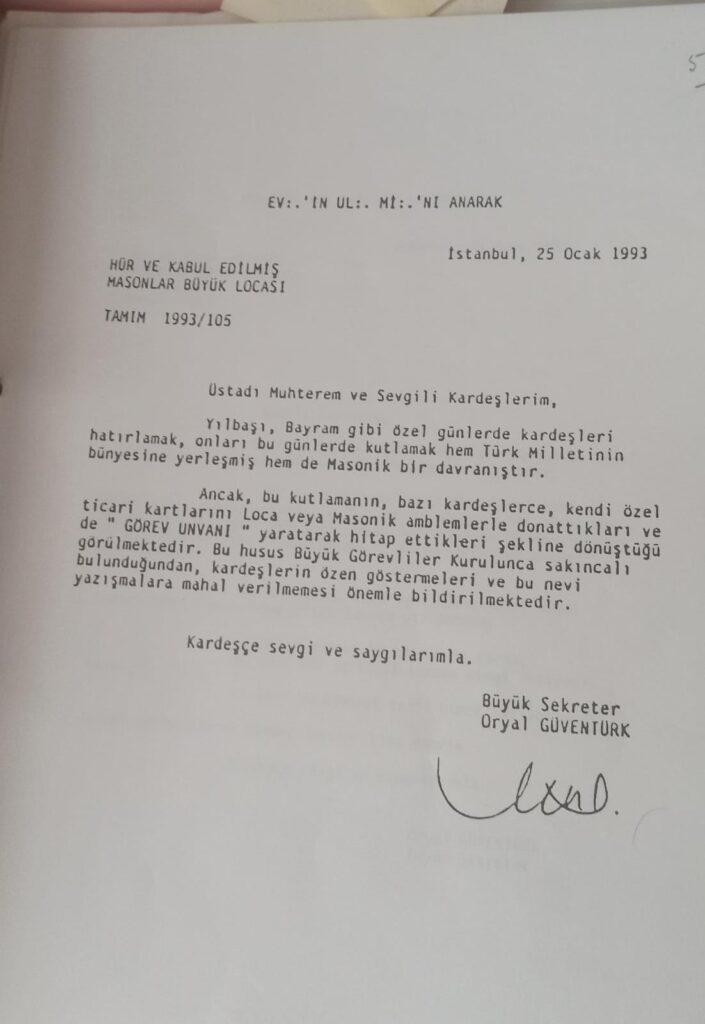 5
EV:.'İN UL:. Mİ:.'Nİ ANARAK
İstanbul, 25 Ocak 1993
HÜR VE KABUL EDİLMİŞ
MASONLAR BÜYÜK LOCASI
TAMİM 1993/105
Üstadı Muhterem ve Sevgili Kardeşlerim,
Yılbaşı, Bayram gibi özel günlerde kardeşleri
hatırlamak, onları bu günlerde kutlamak hem Türk Milletinin
bünyesine yerleşmiş hem de Masonik bir davranıştır.
Ancak, bu kutlamanın, bazı kardeşlerce, kendi özel
ticari kartlarını Loca veya Masonik amblemlerle donattıkları ve
de " GÖREV UNVANI " yaratarak hitap ettikleri şekline dönüştüğü
görülmektedir. Bu husus Büyük Görevliler Kurulunca sakıncalı
bulunduğundan, kardeşlerin özen göstermeleri ve bu nevi
yazışmalara mahal verilmemesi önemle bildirilmektedir.
Kardeşçe sevgi ve saygılarımla.
Büyük Sekreter
Oryal GÜVENTÜRK